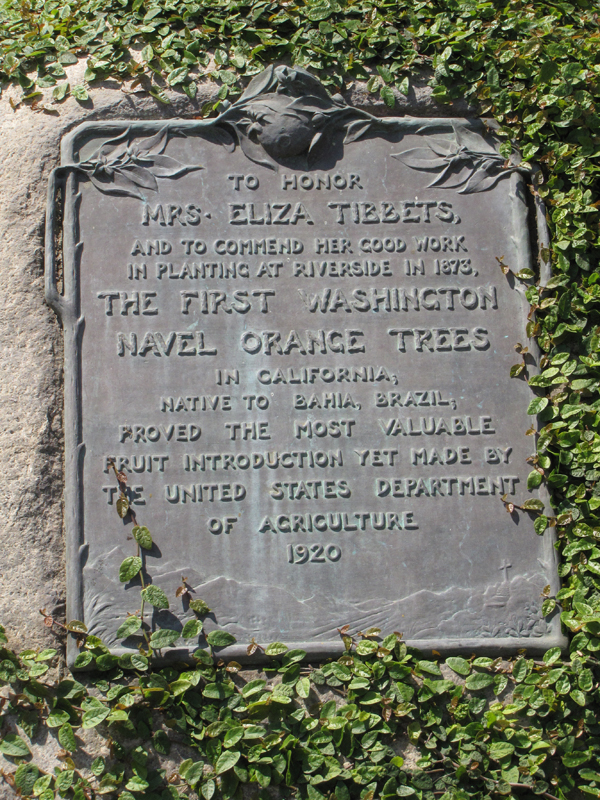 TO HONOR
MRS. ELIZA TIBBETS,
AND TO COMMEND HER GOOD WORK
IN PLANTING AT RIVERSIDE IN 1873,
THE FIRST WASHINGTON
NAVEL ORANGE TREES
IN CALIFORNIA,
NATIVE TO BAHIA, BRAZIL,
PROVED THE MOST VALUABLE
FRUIT INTRODUCTION YET MADE BY
THE UNITED STATES DEPARTMENT
OF AGRICULTURE
1920